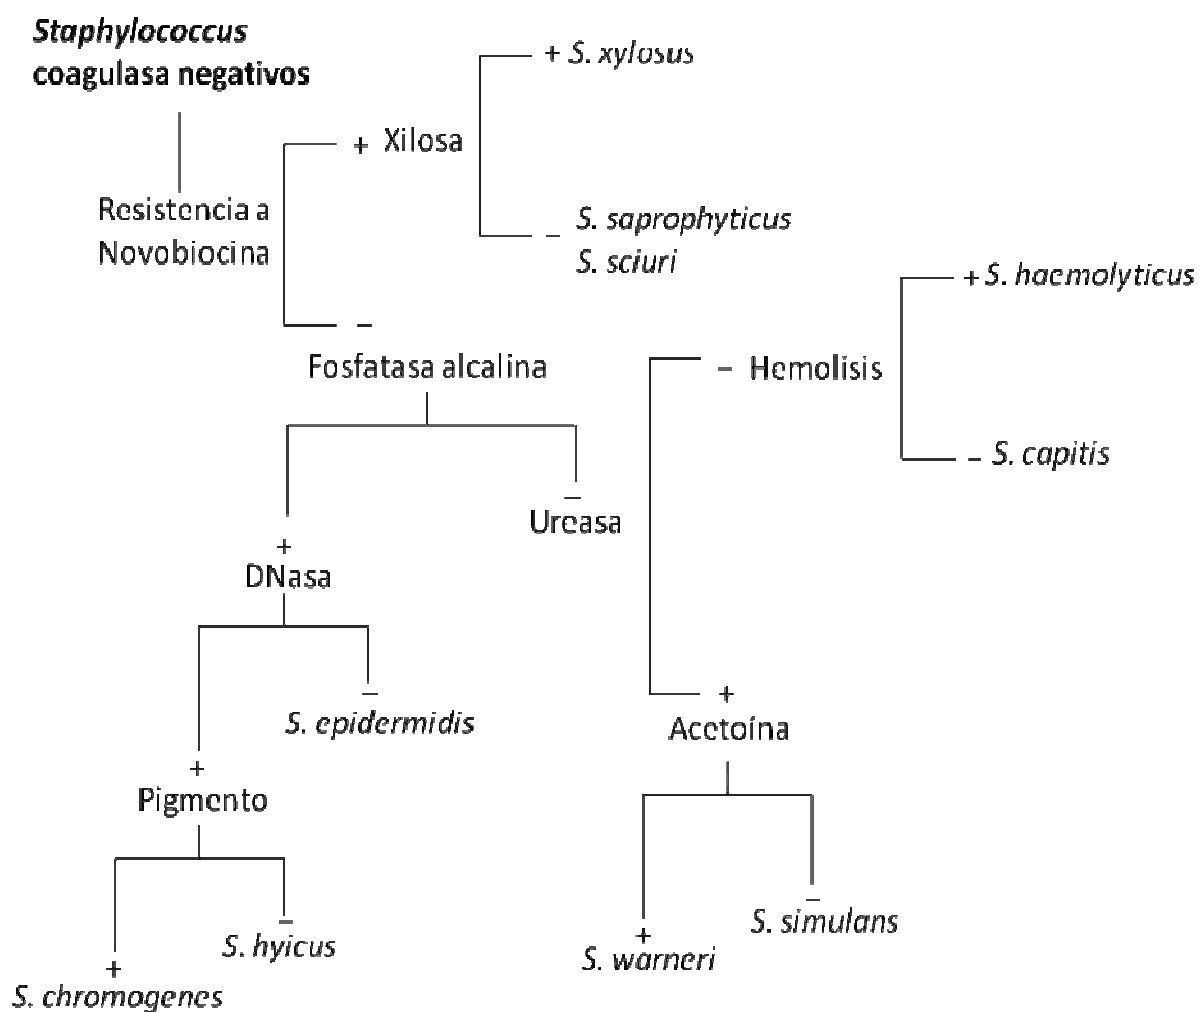 Staphylococcus
coagulasa negativos
+ S. xylosus
+ Xilosa
Resistencia a
Novobiocina
– S. saprophyticus
S. sciuri
+ S. haemolyticus
–
Fosfatasa alcalina
– Hemolisis
– S. capitis
–
Ureasa
+
DNasa
–
S. epidermidis
+
Acetoína
+
Pigmento
–
S. simulans
–
S. hyicus
+
S. warneri
+
S. chromogenes